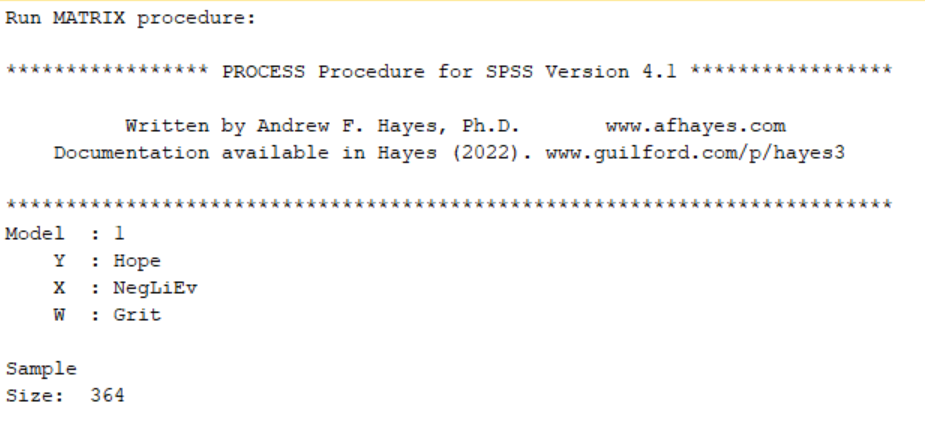 Run MATRIX procedure:
***************** PROCESS Procedure for SPSS Version 4.1 *****************
Written by Andrew F. Hayes, Ph.D. www.afhayes.com
Documentation available in Hayes (2022). www.guilford.com/p/hayes3
**************************************************************************
Model : 1
Y : Hope
X : NegLiEv
W : Grit
Sample
Size: 364